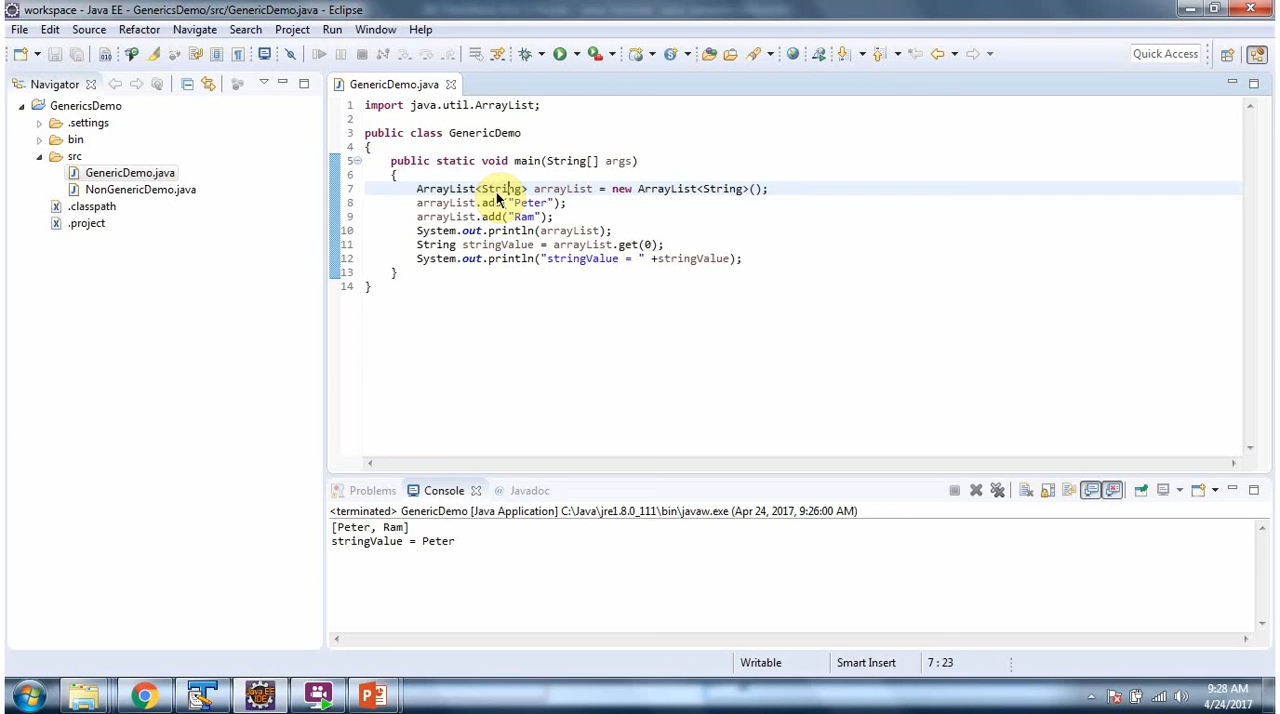 workspace - Java EE - GenericsDemo/src/GenericDemo.java - Eclipse
File Edit Source Refactor Navigate Search Project Run Window Help
Quick Access
Navigator
GenericsDemo
.settings
bin
src
GenericDemo.java
NonGenericDemo.java
.classpath
.project
GenericDemo.java
1 import java.util.ArrayList;
2
3 public class GenericDemo
4 {
5 public static void main(String[] args)
6 {
7 ArrayList<String> arrayList = new ArrayList<String>();
8 arrayList.add("Peter");
9 arrayList.add("Ram");
10 System.out.println(arrayList);
11 String stringValue = arrayList.get(0);
12 System.out.println("stringValue = " +stringValue);
13 }
14 }
Problems Console Javadoc
<terminated> GenericDemo [Java Application] C:\Java\jre1.8.0_111\bin\javaw.exe (Apr 24, 2017, 9:26:00 AM)
[Peter, Ram]
stringValue = Peter
Writable Smart Insert 7 : 23
Java EE
IDE
9:28 AM
4/24/2017